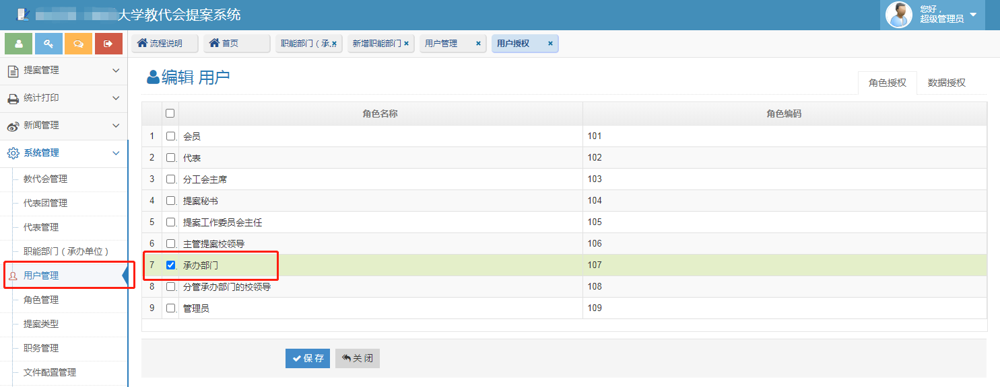 大学教代会提案系统
您好，
超级管理员
流程说明
首页
职能部门（承.
新增职能部门
用户管理
用户授权
提案管理
统计打印
新闻管理
系统管理
教代会管理
代表团管理
代表管理
职能部门（承办单位）
用户管理
角色管理
提案类型
职务管理
文件配置管理
编辑 用户
角色授权 数据授权
角色名称 角色编码
1 会员 101
2 代表 102
3 分工会主席 103
4 提案秘书 104
5 提案工作委员会主任 105
6 主管提案校领导 106
7 承办部门 107
8 分管承办部门的校领导 108
9 管理员 109
保存 关闭